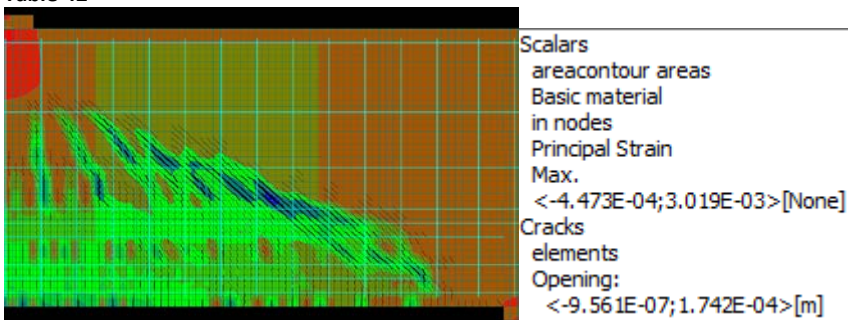 Scalars
areacontour areas
Basic material
in nodes
Principal Strain
Max.
<-4.473E-04;3.019E-03>[None]
Cracks
elements
Opening:
<-9.561E-07;1.742E-04>[m]